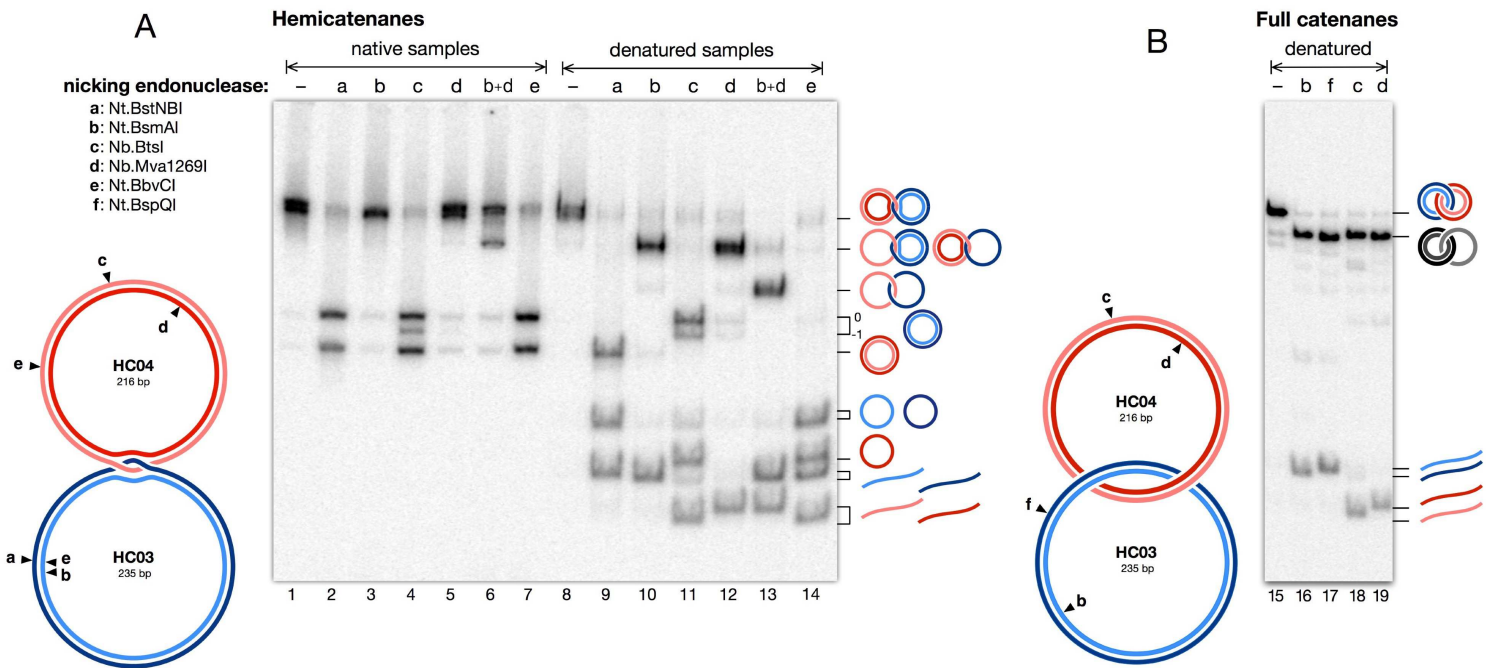 A
Hemicatenanes
native samples
denatured samples
nicking endonuclease:
– a b c d b+d e – a b c d b+d e
a: Nt.BstNBI
b: Nt.BsmAI
c: Nb.BtsI
d: Nb.Mva1269I
e: Nt.BbvCI
f: Nt.BspQI
c
d
e
HC04
216 bp
a
e
b
HC03
235 bp
0
-1
1 2 3 4 5 6 7 8 9 10 11 12 13 14
B
Full catenanes
denatured
– b f c d
c
d
HC04
216 bp
f
HC03
235 bp
b
15 16 17 18 19